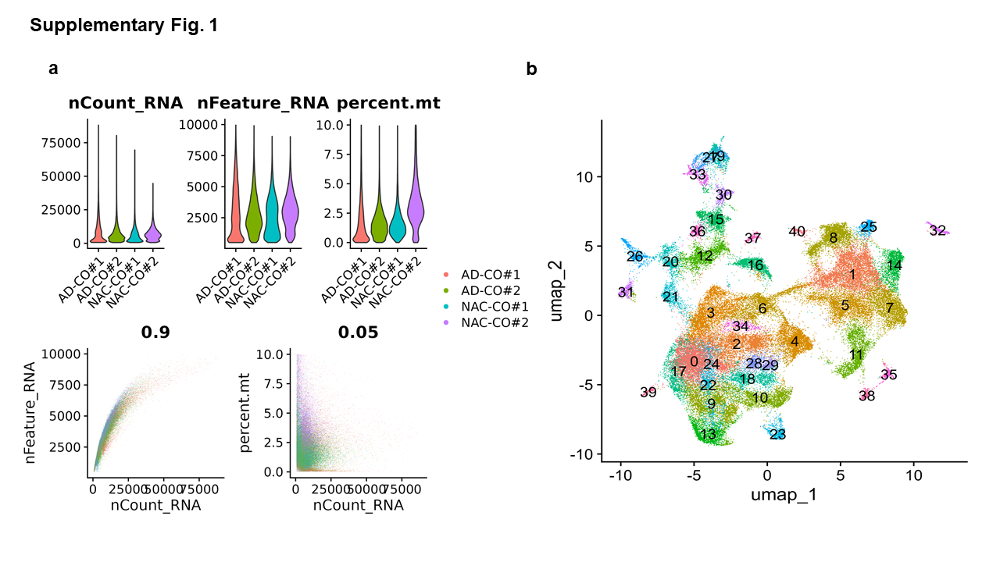 Supplementary Fig. 1
a
b
nCount_RNA
nFeature_RNA
percent.mt
75000
50000
25000
0
AD-CO#1
AD-CO#2
NAC-CO#1
NAC-CO#2
10000
7500
5000
2500
AD-CO#1
AD-CO#2
NAC-CO#1
NAC-CO#2
10.0
7.5
5.0
2.5
0.0
AD-CO#1
AD-CO#2
NAC-CO#1
NAC-CO#2
AD-CO#1
AD-CO#2
NAC-CO#1
NAC-CO#2
0.9
nFeature_RNA
10000
7500
5000
2500
0
25000
50000
75000
nCount_RNA
0.05
percent.mt
10.0
7.5
5.0
2.5
0.0
0
25000
50000
75000
nCount_RNA
umap_2
10
5
0
-5
-10
-10
-5
0
5
10
umap_1
27
19
33
30
15
36
37
40
8
25
32
26
20
12
16
1
14
31
21
3
6
5
7
34
2
4
11
0
24
28
29
17
18
35
22
39
9
10
38
13
23